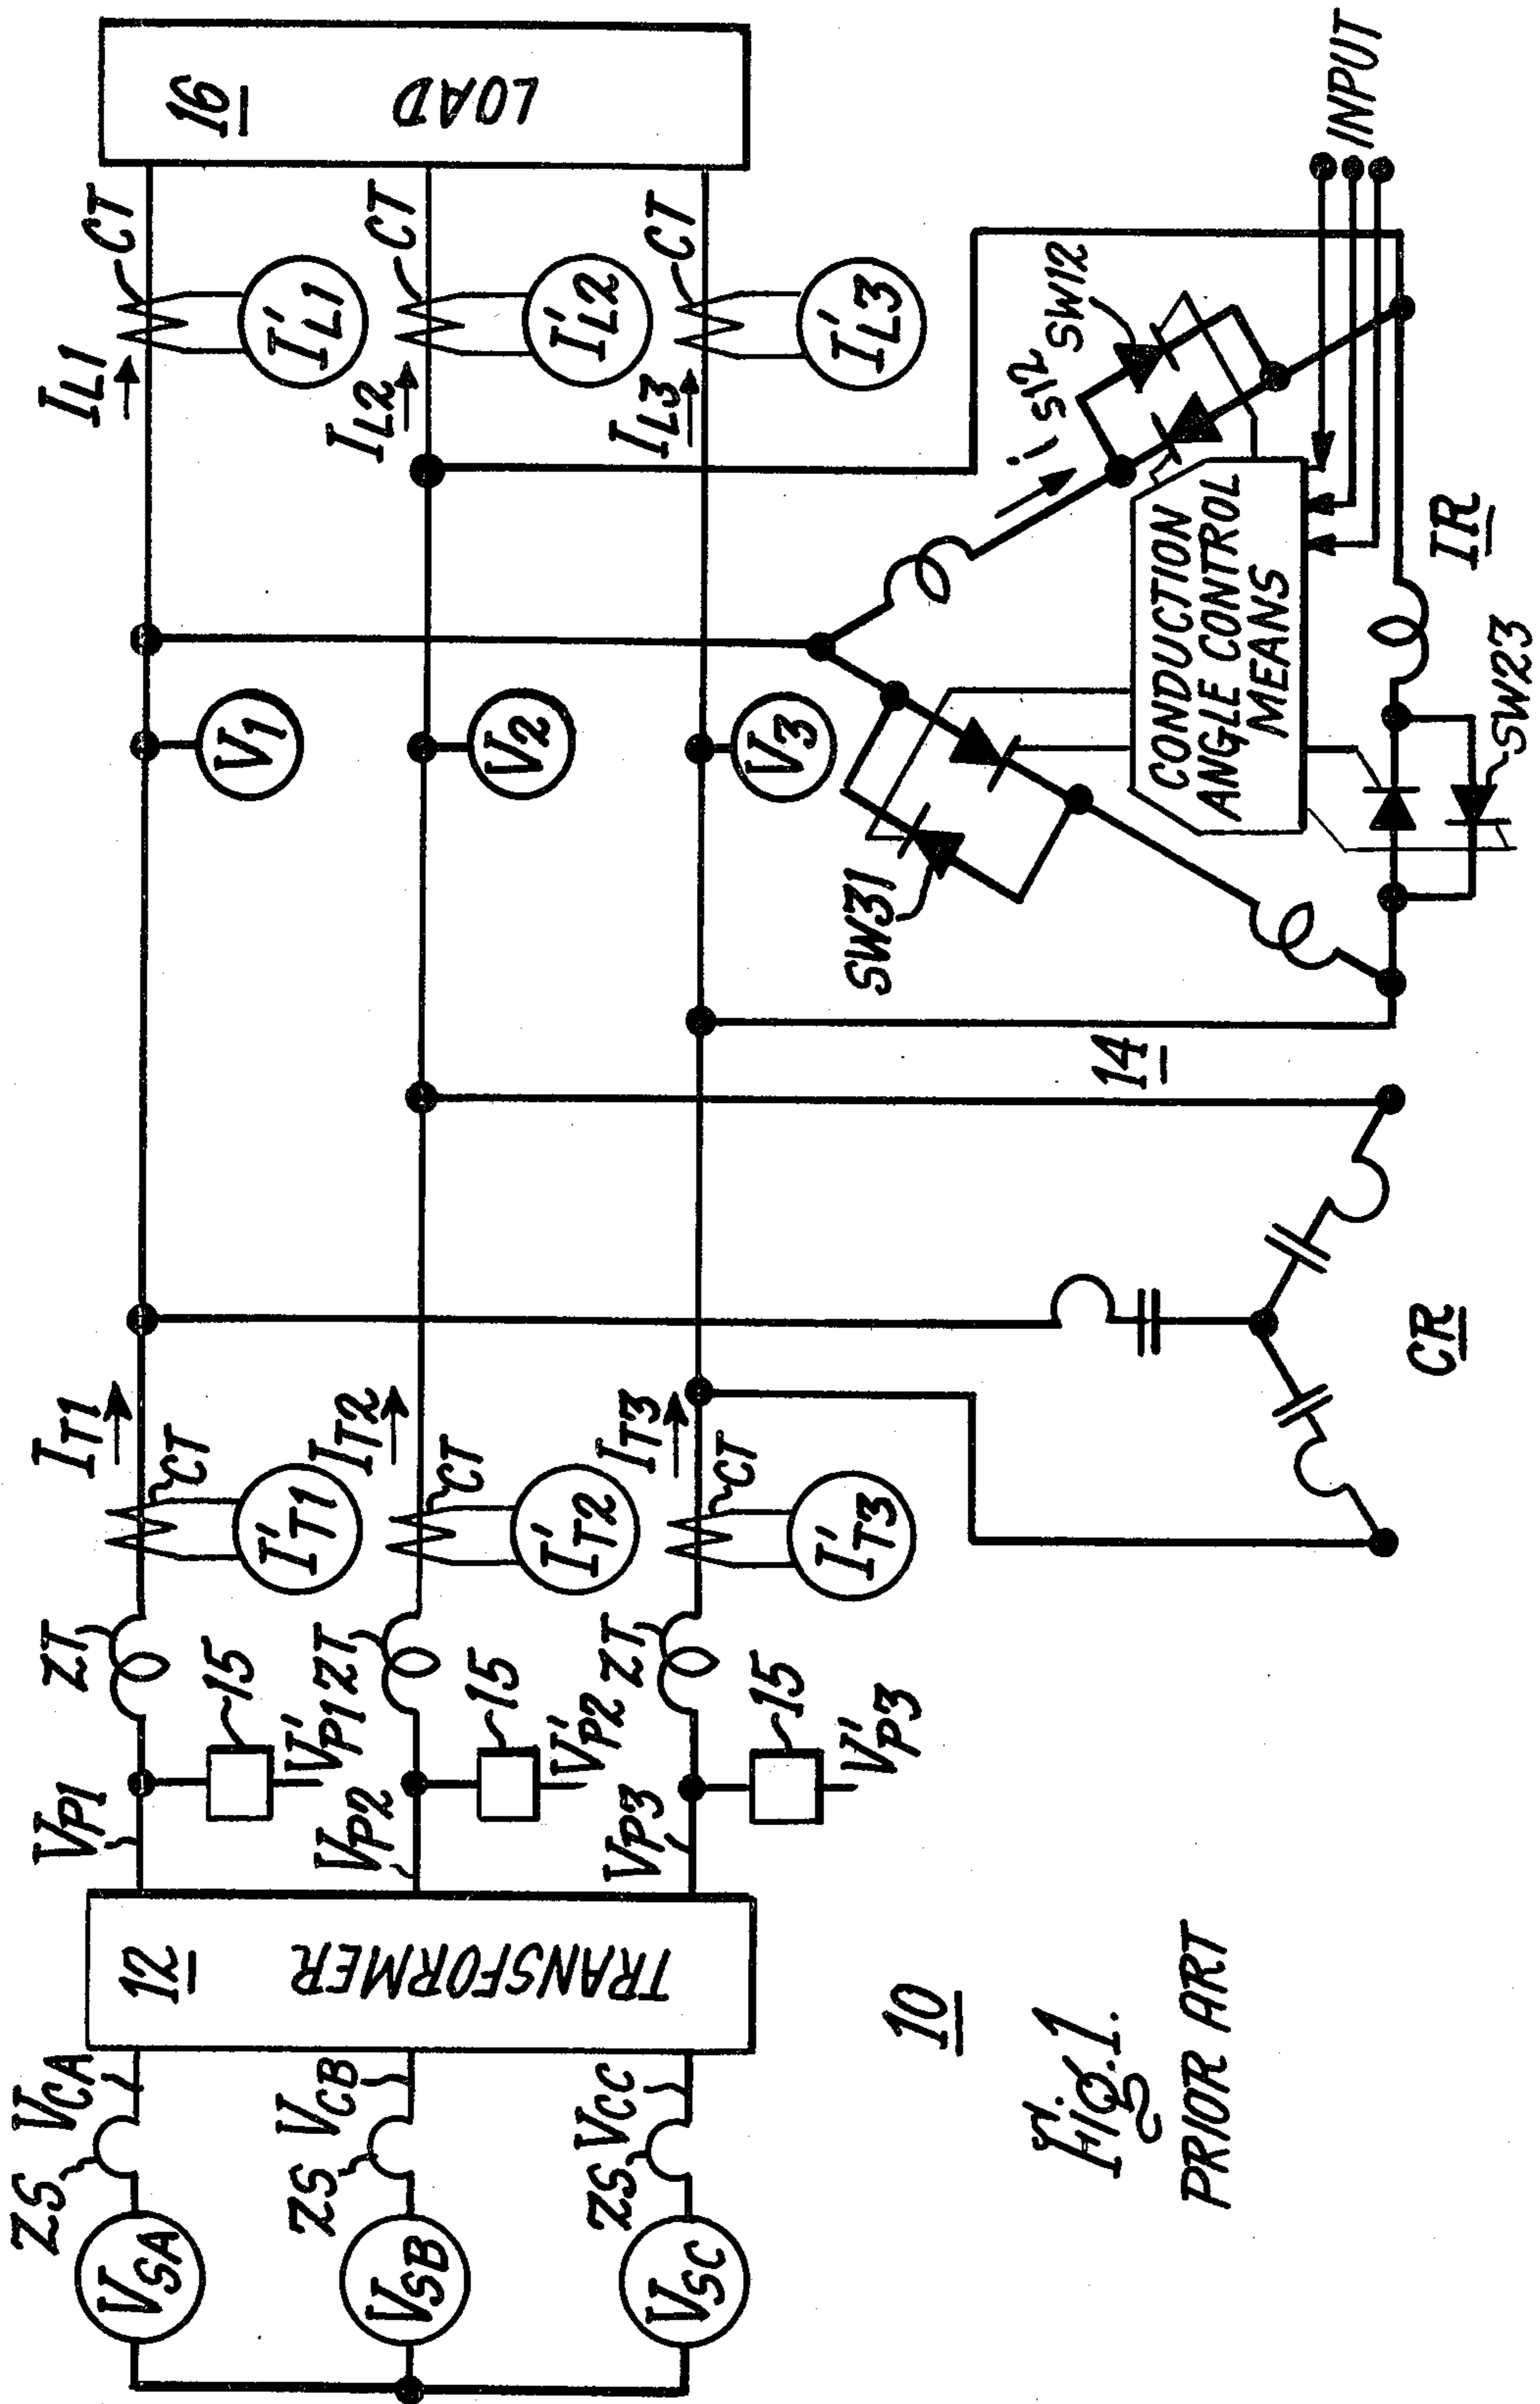 ZS
VCA
VSA
ZS
VCB
VSB
ZS
VCC
VSC
12
TRANSFORMER
VP1
ZT
15
V'P1
VP2
ZT
15
V'P2
VP3
ZT
15
V'P3
IT1
CT
I'T1
IT2
CT
I'T2
IT3
CT
I'T3
V1
V2
V3
IL1
CT
I'L1
IL2
CT
I'L2
IL3
CT
I'L3
16
LOAD
CR
14
SW31
iS12
SW12
CONDUCTION
ANGLE CONTROL
MEANS
SW23
IR
INPUT
10
Fig.1.
PRIOR ART